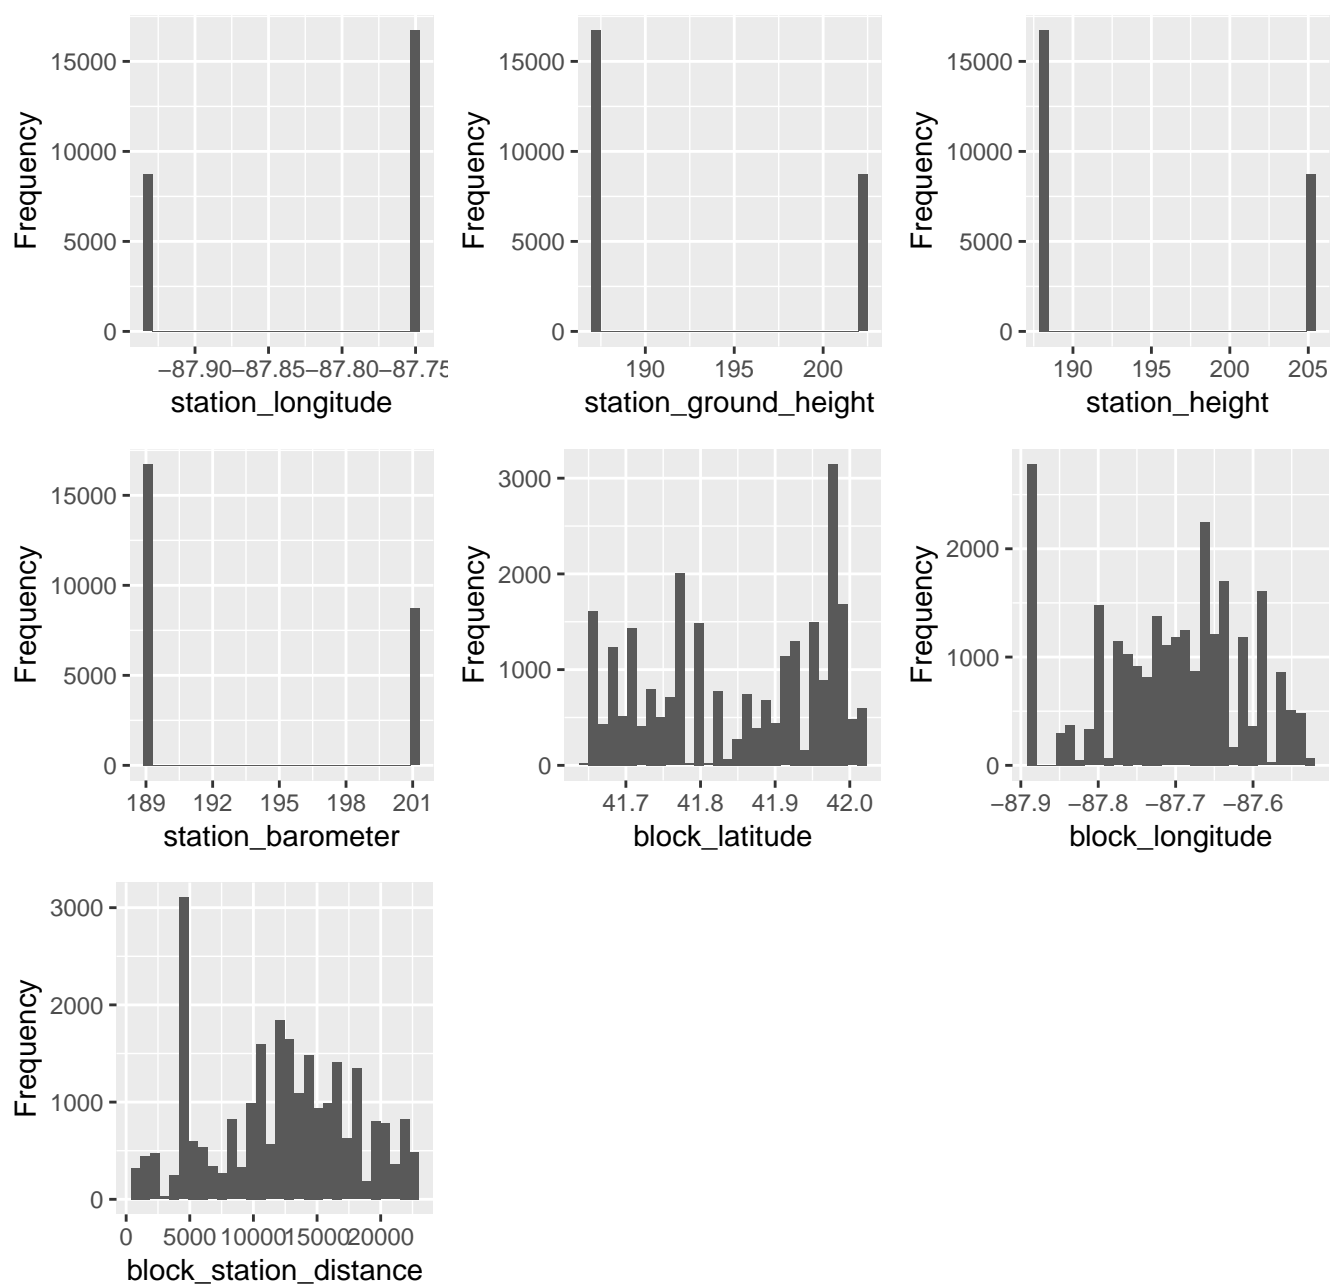 Frequency
15000
10000
5000
0
−87.90 −87.85 −87.80 −87.75
station_longitude
Frequency
15000
10000
5000
0
190 195 200
station_ground_height
Frequency
15000
10000
5000
0
190 195 200 205
station_height
Frequency
15000
10000
5000
0
189 192 195 198 201
station_barometer
Frequency
3000
2000
1000
0
41.7 41.8 41.9 42.0
block_latitude
Frequency
2000
1000
0
−87.9 −87.8 −87.7 −87.6
block_longitude
Frequency
3000
2000
1000
0
0 5000 10000 15000 20000
block_station_distance